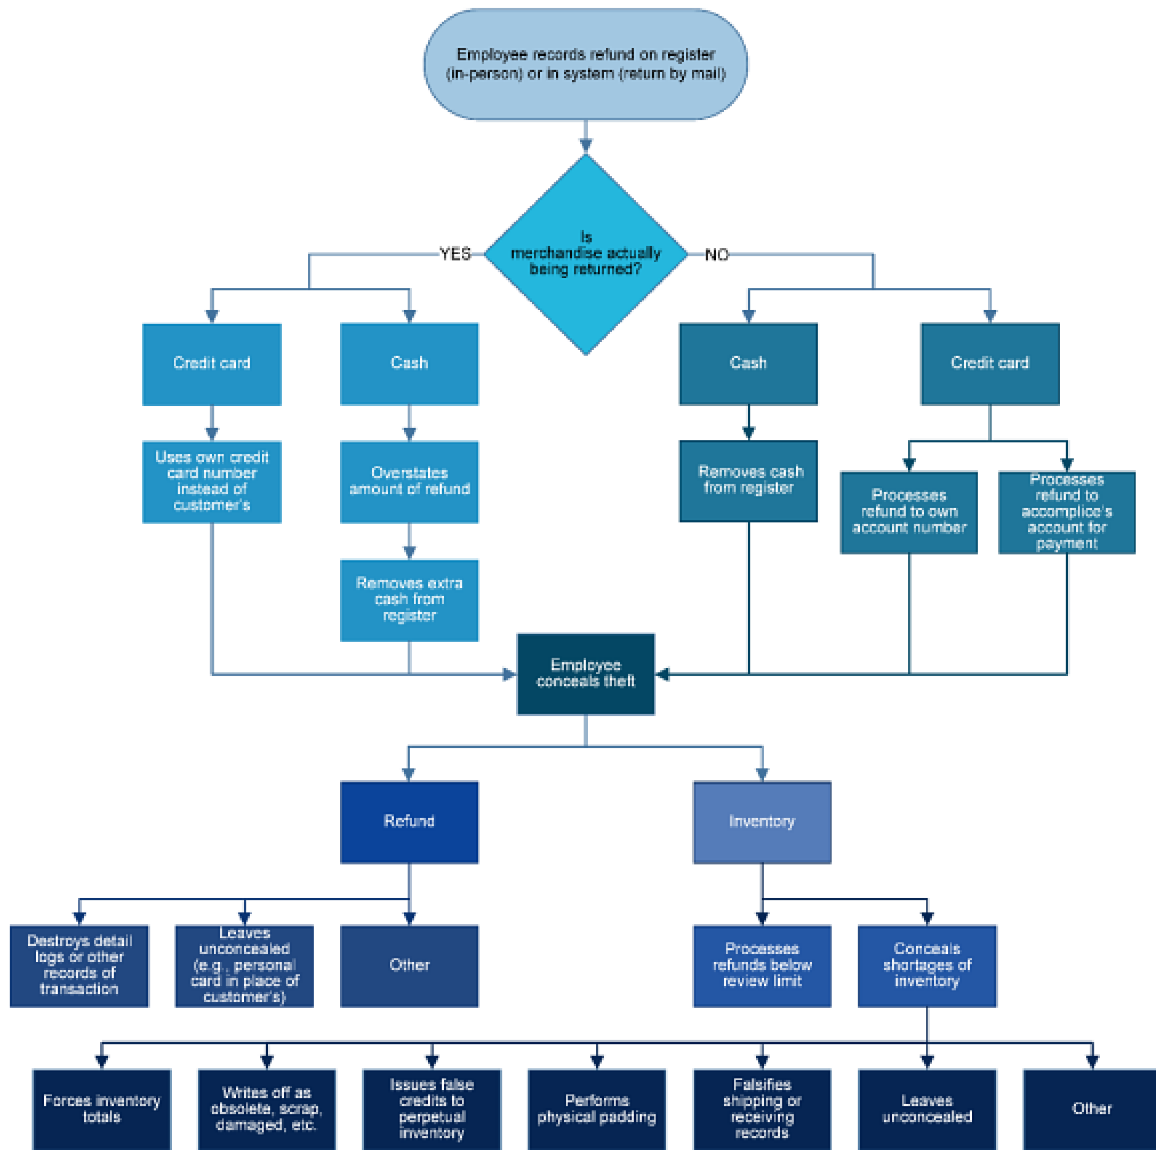 Employee records refund on register
(in-person) or in system (return by mail)
Is
merchandise actually
being returned?
YES
NO
Credit card
Cash
Cash
Credit card
Uses own credit
card number
instead of
customer's
Overstates
amount of refund
Removes cash
from register
Processes
refund to own
account number
Processes
refund to
accomplice's
account for
payment
Removes extra
cash from
register
Employee
conceals theft
Refund
Inventory
Destroys detail
logs or other
records of
transaction
Leaves
unconcealed
(e.g., personal
card in place of
customer's)
Other
Processes
refunds below
review limit
Conceals
shortages of
inventory
Forces inventory
totals
Writes off as
obsolete, scrap,
damaged, etc.
Issues false
credits to
perpetual
inventory
Performs
physical padding
Falsifies
shipping or
receiving
records
Leaves
unconcealed
Other